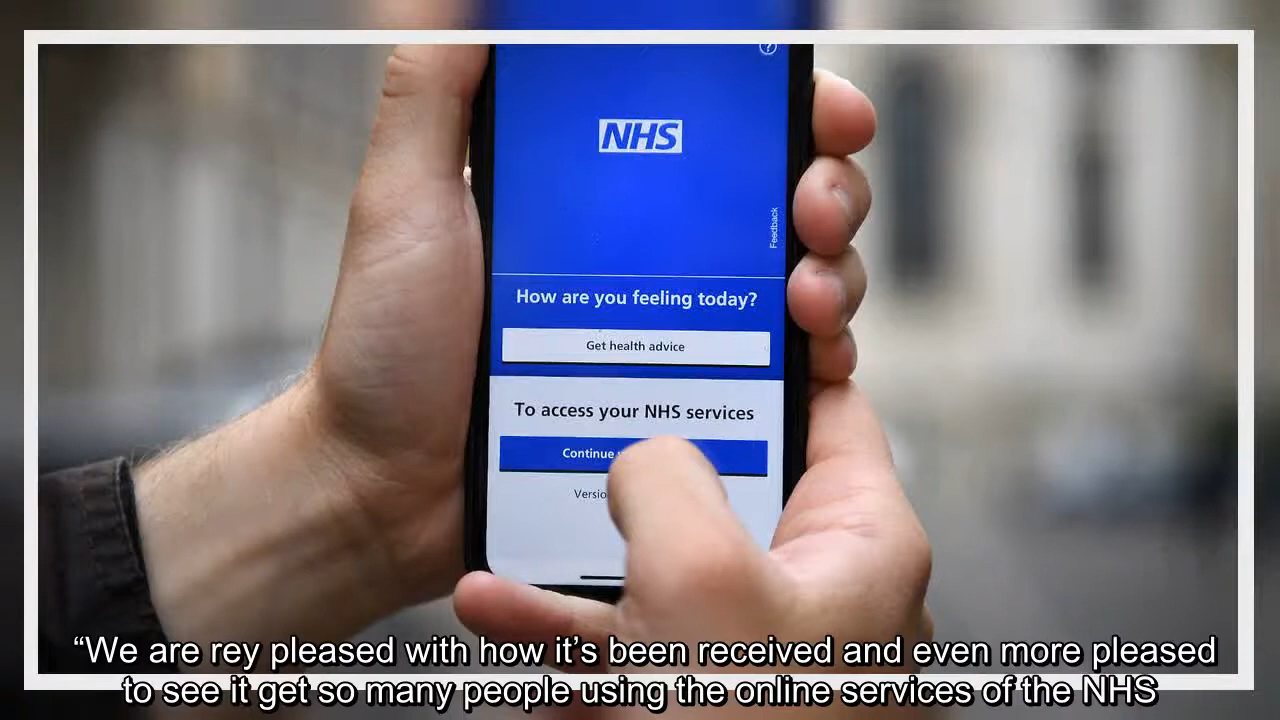 NHS
Feedback
How are you feeling today?
Get health advice
To access your NHS services
Continue
“We are rey pleased with how it’s been received and even more pleased
to see it get so many people using the online services of the NHS